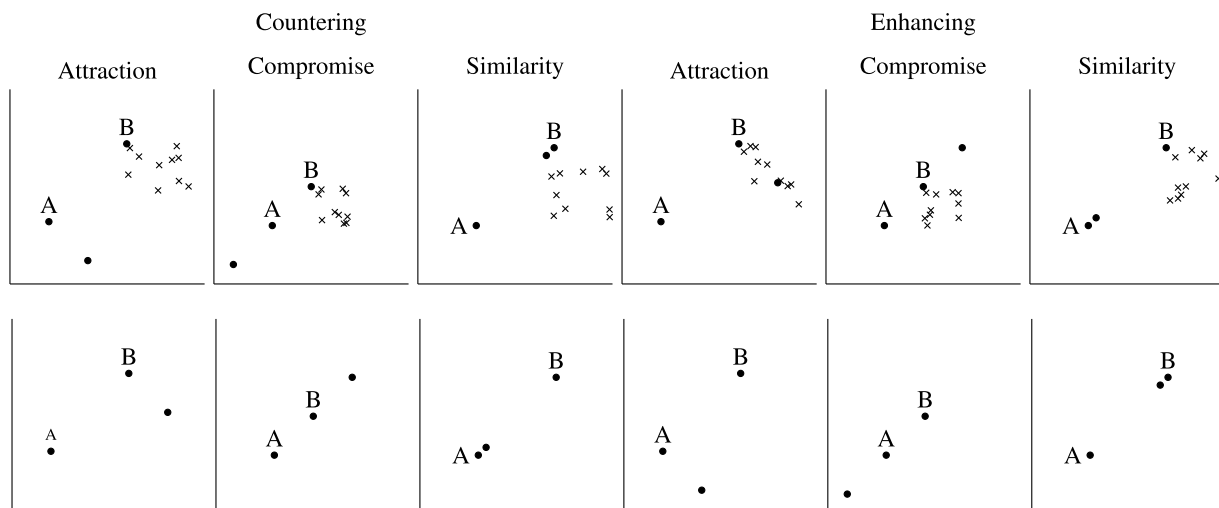 Countering Enhancing
Attraction Compromise Similarity Attraction Compromise Similarity
B B B B B B
A A A A A A
B B B B B B
A A A A A A